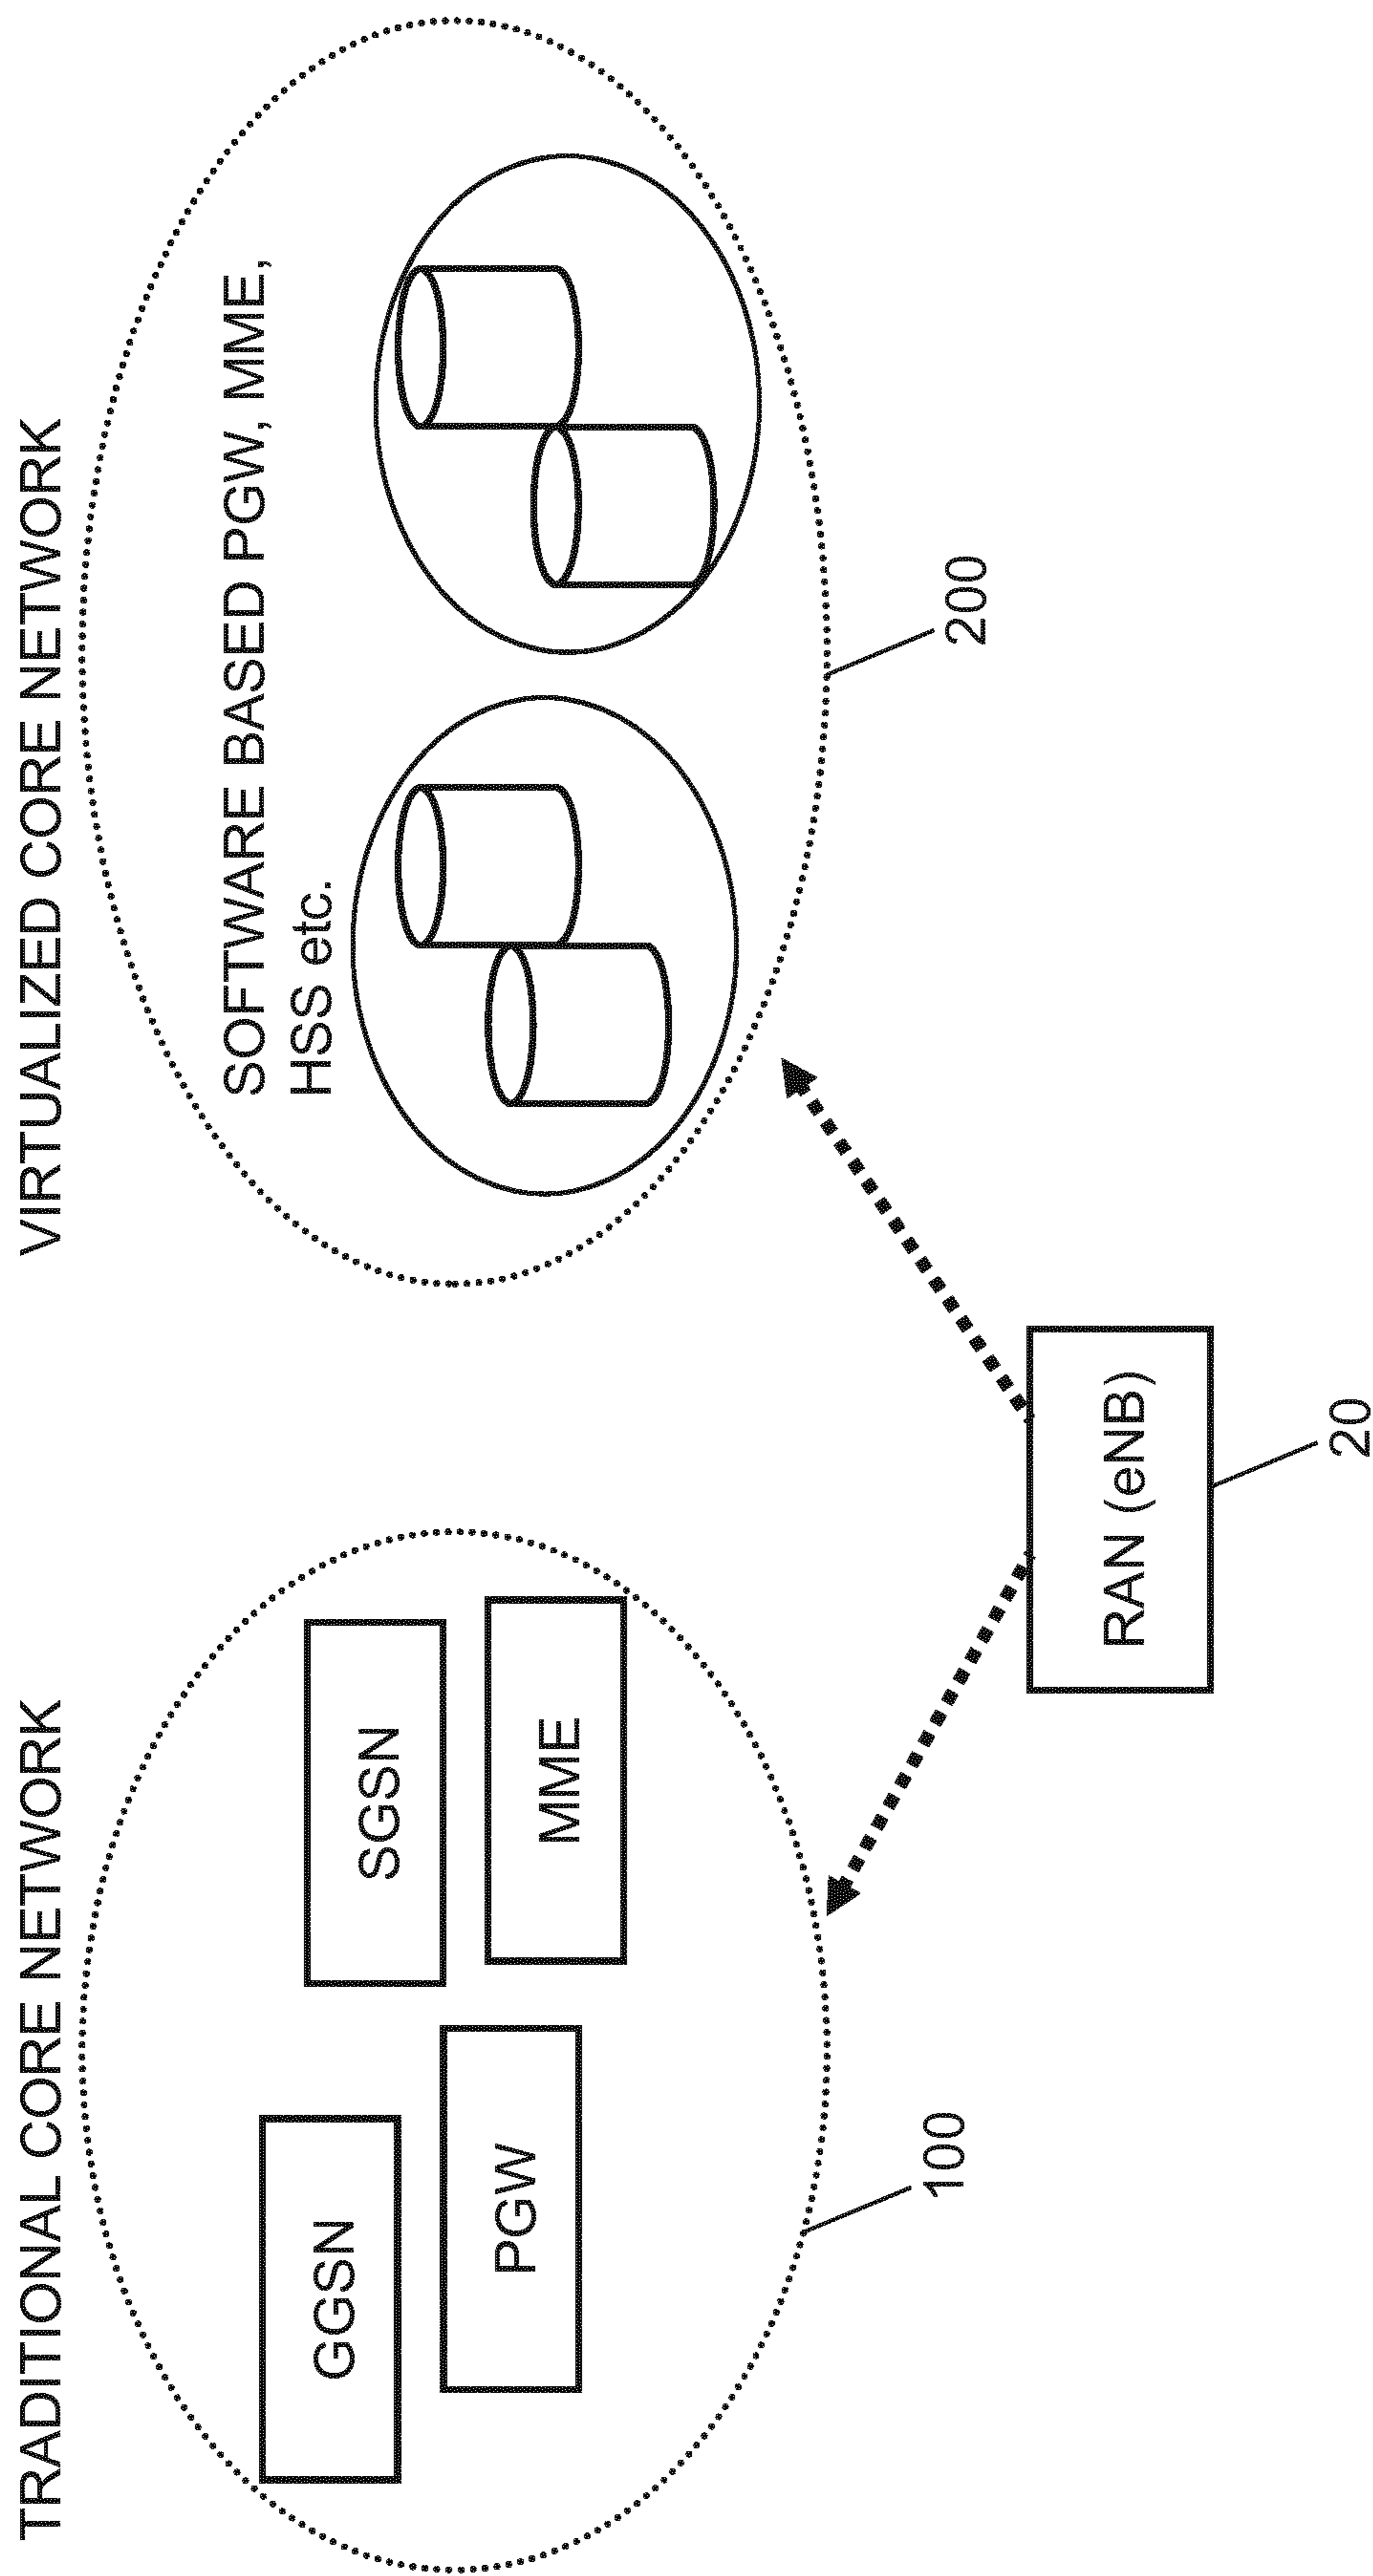 TRADITIONAL CORE NETWORK
GGSN
SGSN
PGW
MME
100
VIRTUALIZED CORE NETWORK
SOFTWARE BASED PGW, MME,
HSS etc.
200
RAN (eNB)
20